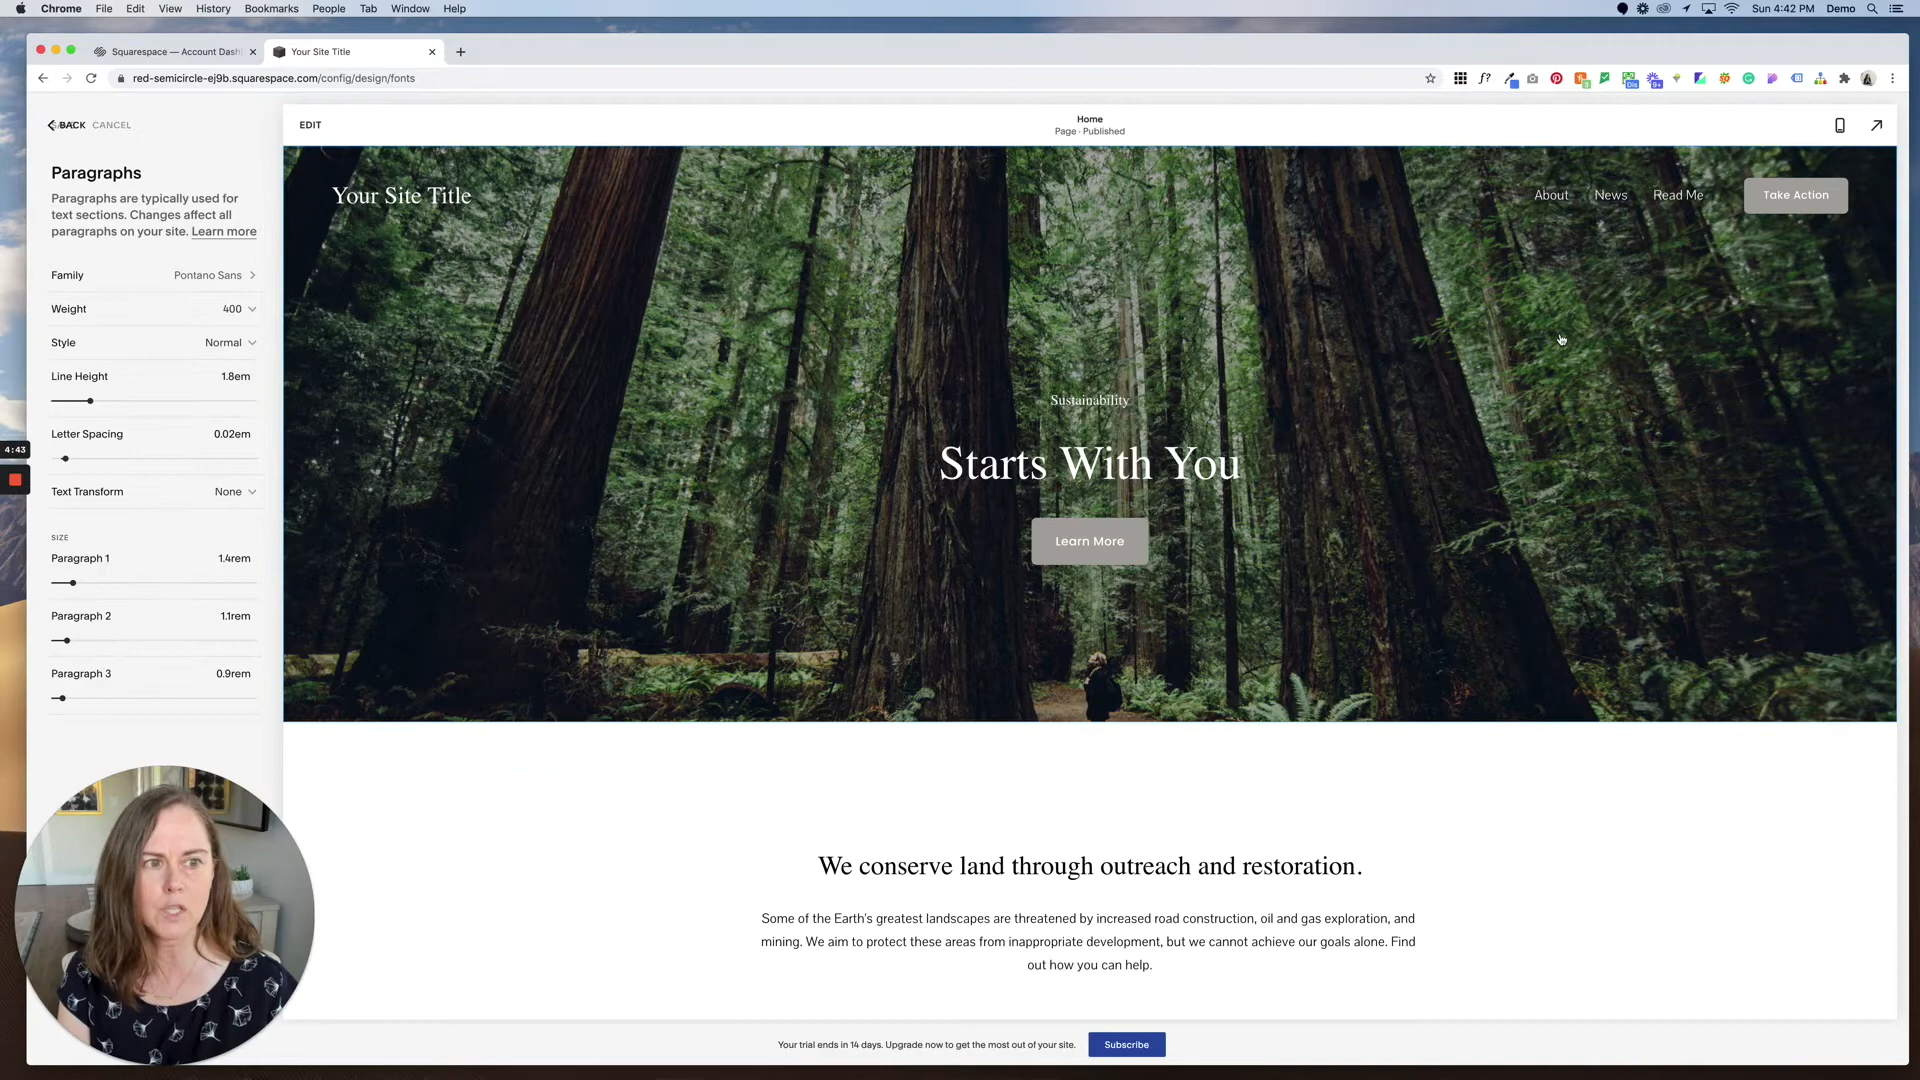 Chrome File Edit View History Bookmarks People Tab Window Help
Sun 4:42 PM Demo
Squarespace — Account Dash
Your Site Title
red-semicircle-ej9b.squarespace.com/config/design/fonts
BACK CANCEL
EDIT
Home
Page · Published
Paragraphs
Paragraphs are typically used for
text sections. Changes affect all
paragraphs on your site. Learn more
Family Pontano Sans
Weight 400
Style Normal
Line Height 1.8em
Letter Spacing 0.02em
Text Transform None
SIZE
Paragraph 1 1.4rem
Paragraph 2 1.1rem
Paragraph 3 0.9rem
4:43
Your Site Title
About News Read Me Take Action
Sustainability
Starts With You
Learn More
We conserve land through outreach and restoration.
Some of the Earth's greatest landscapes are threatened by increased road construction, oil and gas exploration, and
mining. We aim to protect these areas from inappropriate development, but we cannot achieve our goals alone. Find
out how you can help.
Your trial ends in 14 days. Upgrade now to get the most out of your site. Subscribe